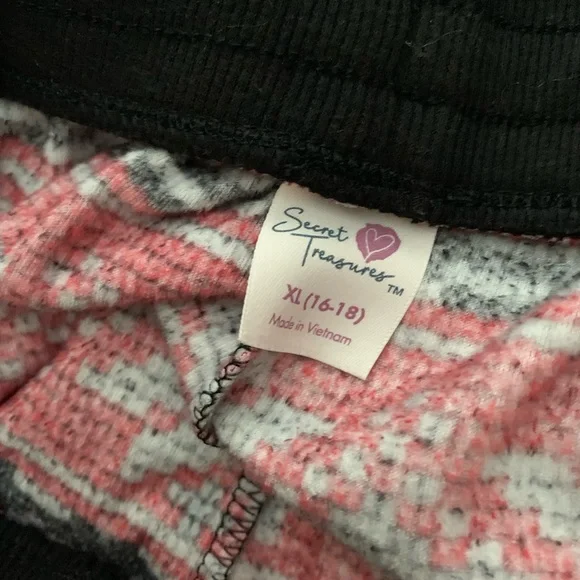 Secret
Treasures™
XL (16-18)
Made in Vietnam